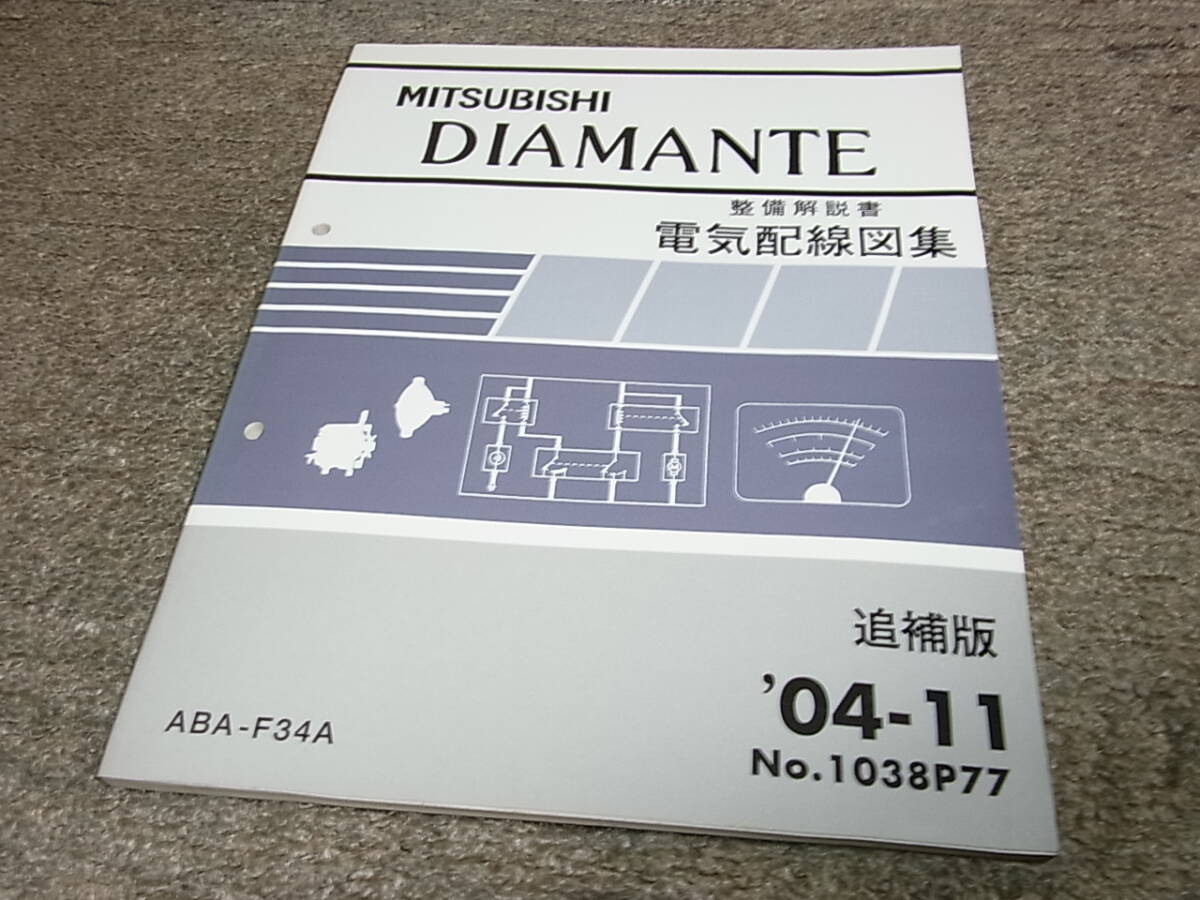 MITSUBISHI
DIAMANTE
整備解説書
電気配線図集
追補版
'04-11
No.1038P77
ABA-F34A